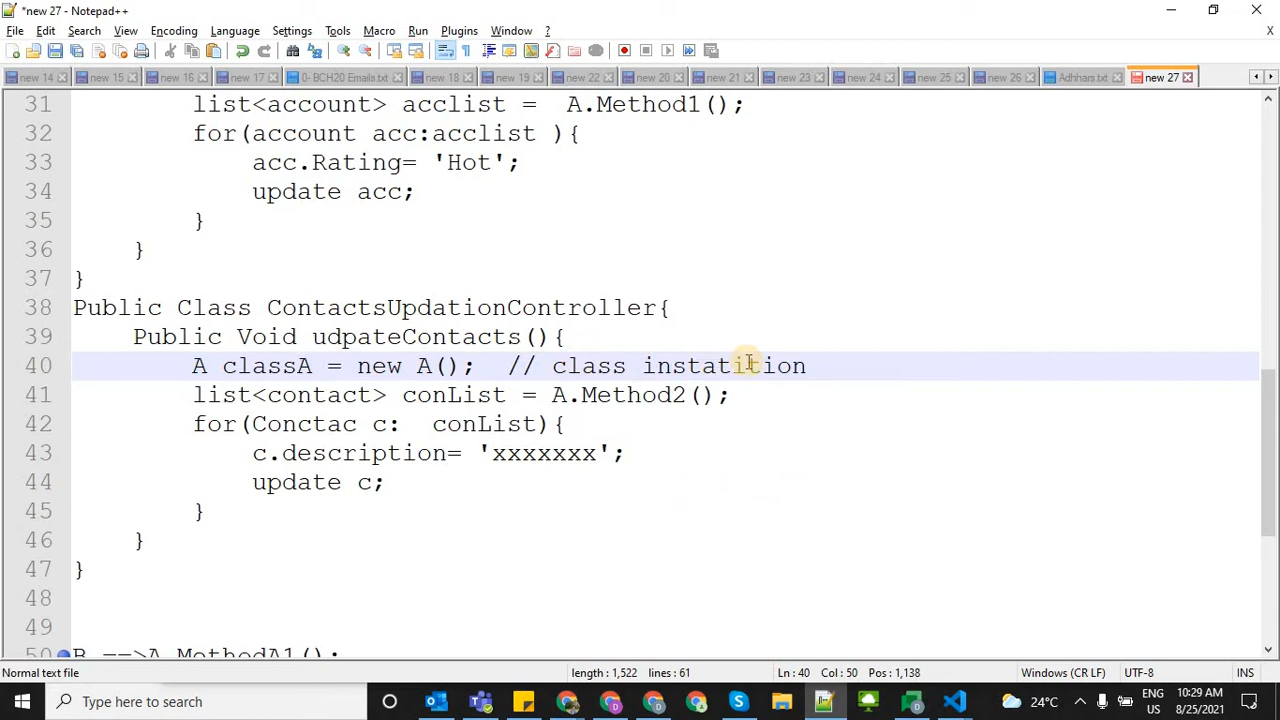 *new 27 - Notepad++
File Edit Search View Encoding Language Settings Tools Macro Run Plugins Window ? X
new 14 new 15 new 16 new 17 0- BCH20 Emails.txt new 18 new 19 new 22 new 20 new 21 new 23 new 24 new 25 new 26 Adhhars.txt new 27
31 list<account> acclist = A.Method1();
32 for(account acc:acclist ){
33 acc.Rating= 'Hot';
34 update acc;
35 }
36 }
37 }
38 Public Class ContactsUpdationController{
39 Public Void udpateContacts(){
40 A classA = new A(); // class instatition
41 list<contact> conList = A.Method2();
42 for(Conctac c: conList){
43 c.description= 'xxxxxxx';
44 update c;
45 }
46 }
47 }
48
49
50 B ==>A.MethodA1();
Normal text file length : 1,522 lines : 61 Ln : 40 Col : 50 Pos : 1,138 Windows (CR LF) UTF-8 INS
Type here to search 24°C ENG US 10:29 AM 8/25/2021